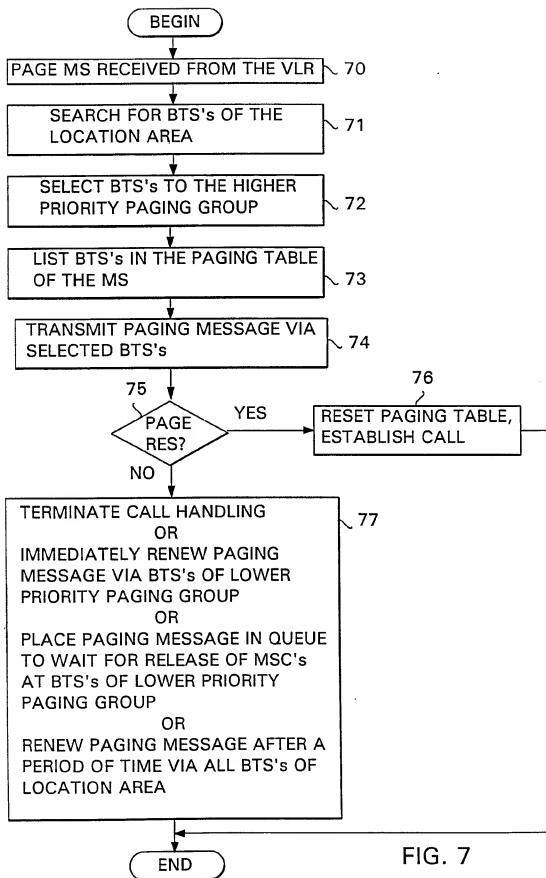 BEGIN
PAGE MS RECEIVED FROM THE VLR
70
SEARCH FOR BTS's OF THE
LOCATION AREA
71
SELECT BTS's TO THE HIGHER
PRIORITY PAGING GROUP
72
LIST BTS's IN THE PAGING TABLE
OF THE MS
73
TRANSMIT PAGING MESSAGE VIA
SELECTED BTS's
74
75
PAGE
RES?
YES
NO
76
RESET PAGING TABLE,
ESTABLISH CALL
TERMINATE CALL HANDLING
OR
IMMEDIATELY RENEW PAGING
MESSAGE VIA BTS's OF LOWER
PRIORITY PAGING GROUP
OR
PLACE PAGING MESSAGE IN QUEUE
TO WAIT FOR RELEASE OF MSC's
AT BTS's OF LOWER PRIORITY
PAGING GROUP
OR
RENEW PAGING MESSAGE AFTER A
PERIOD OF TIME VIA ALL BTS's OF
LOCATION AREA
77
END
FIG. 7